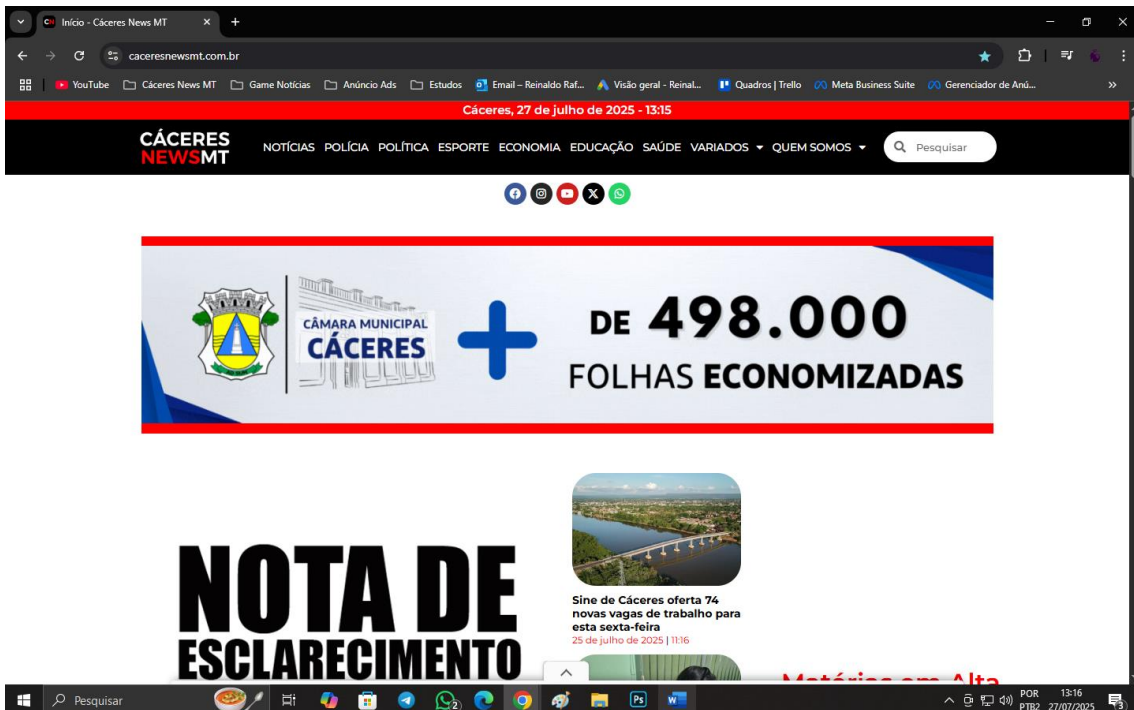 Início - Cáceres News MT
caceresnewsmt.com.br
YouTube Cáceres News MT Game Notícias Anúncio Ads Estudos Email – Reinaldo Raf... Visão geral - Reinal... Quadros | Trello Meta Business Suite Gerenciador de Anú...
Cáceres, 27 de julho de 2025 - 13:15
CÁCERES
NEWSMT
NOTÍCIAS POLÍCIA POLÍTICA ESPORTE ECONOMIA EDUCAÇÃO SAÚDE VARIADOS QUEM SOMOS Pesquisar
CÂMARA MUNICIPAL
CÁCERES
+
DE 498.000
FOLHAS ECONOMIZADAS
NOTA DE
ESCLARECIMENTO
Sine de Cáceres oferta 74
novas vagas de trabalho para
esta sexta-feira
25 de julho de 2025 | 11:16
Matérias em Alta
Pesquisar
POR 13:16
PTB2 27/07/2025